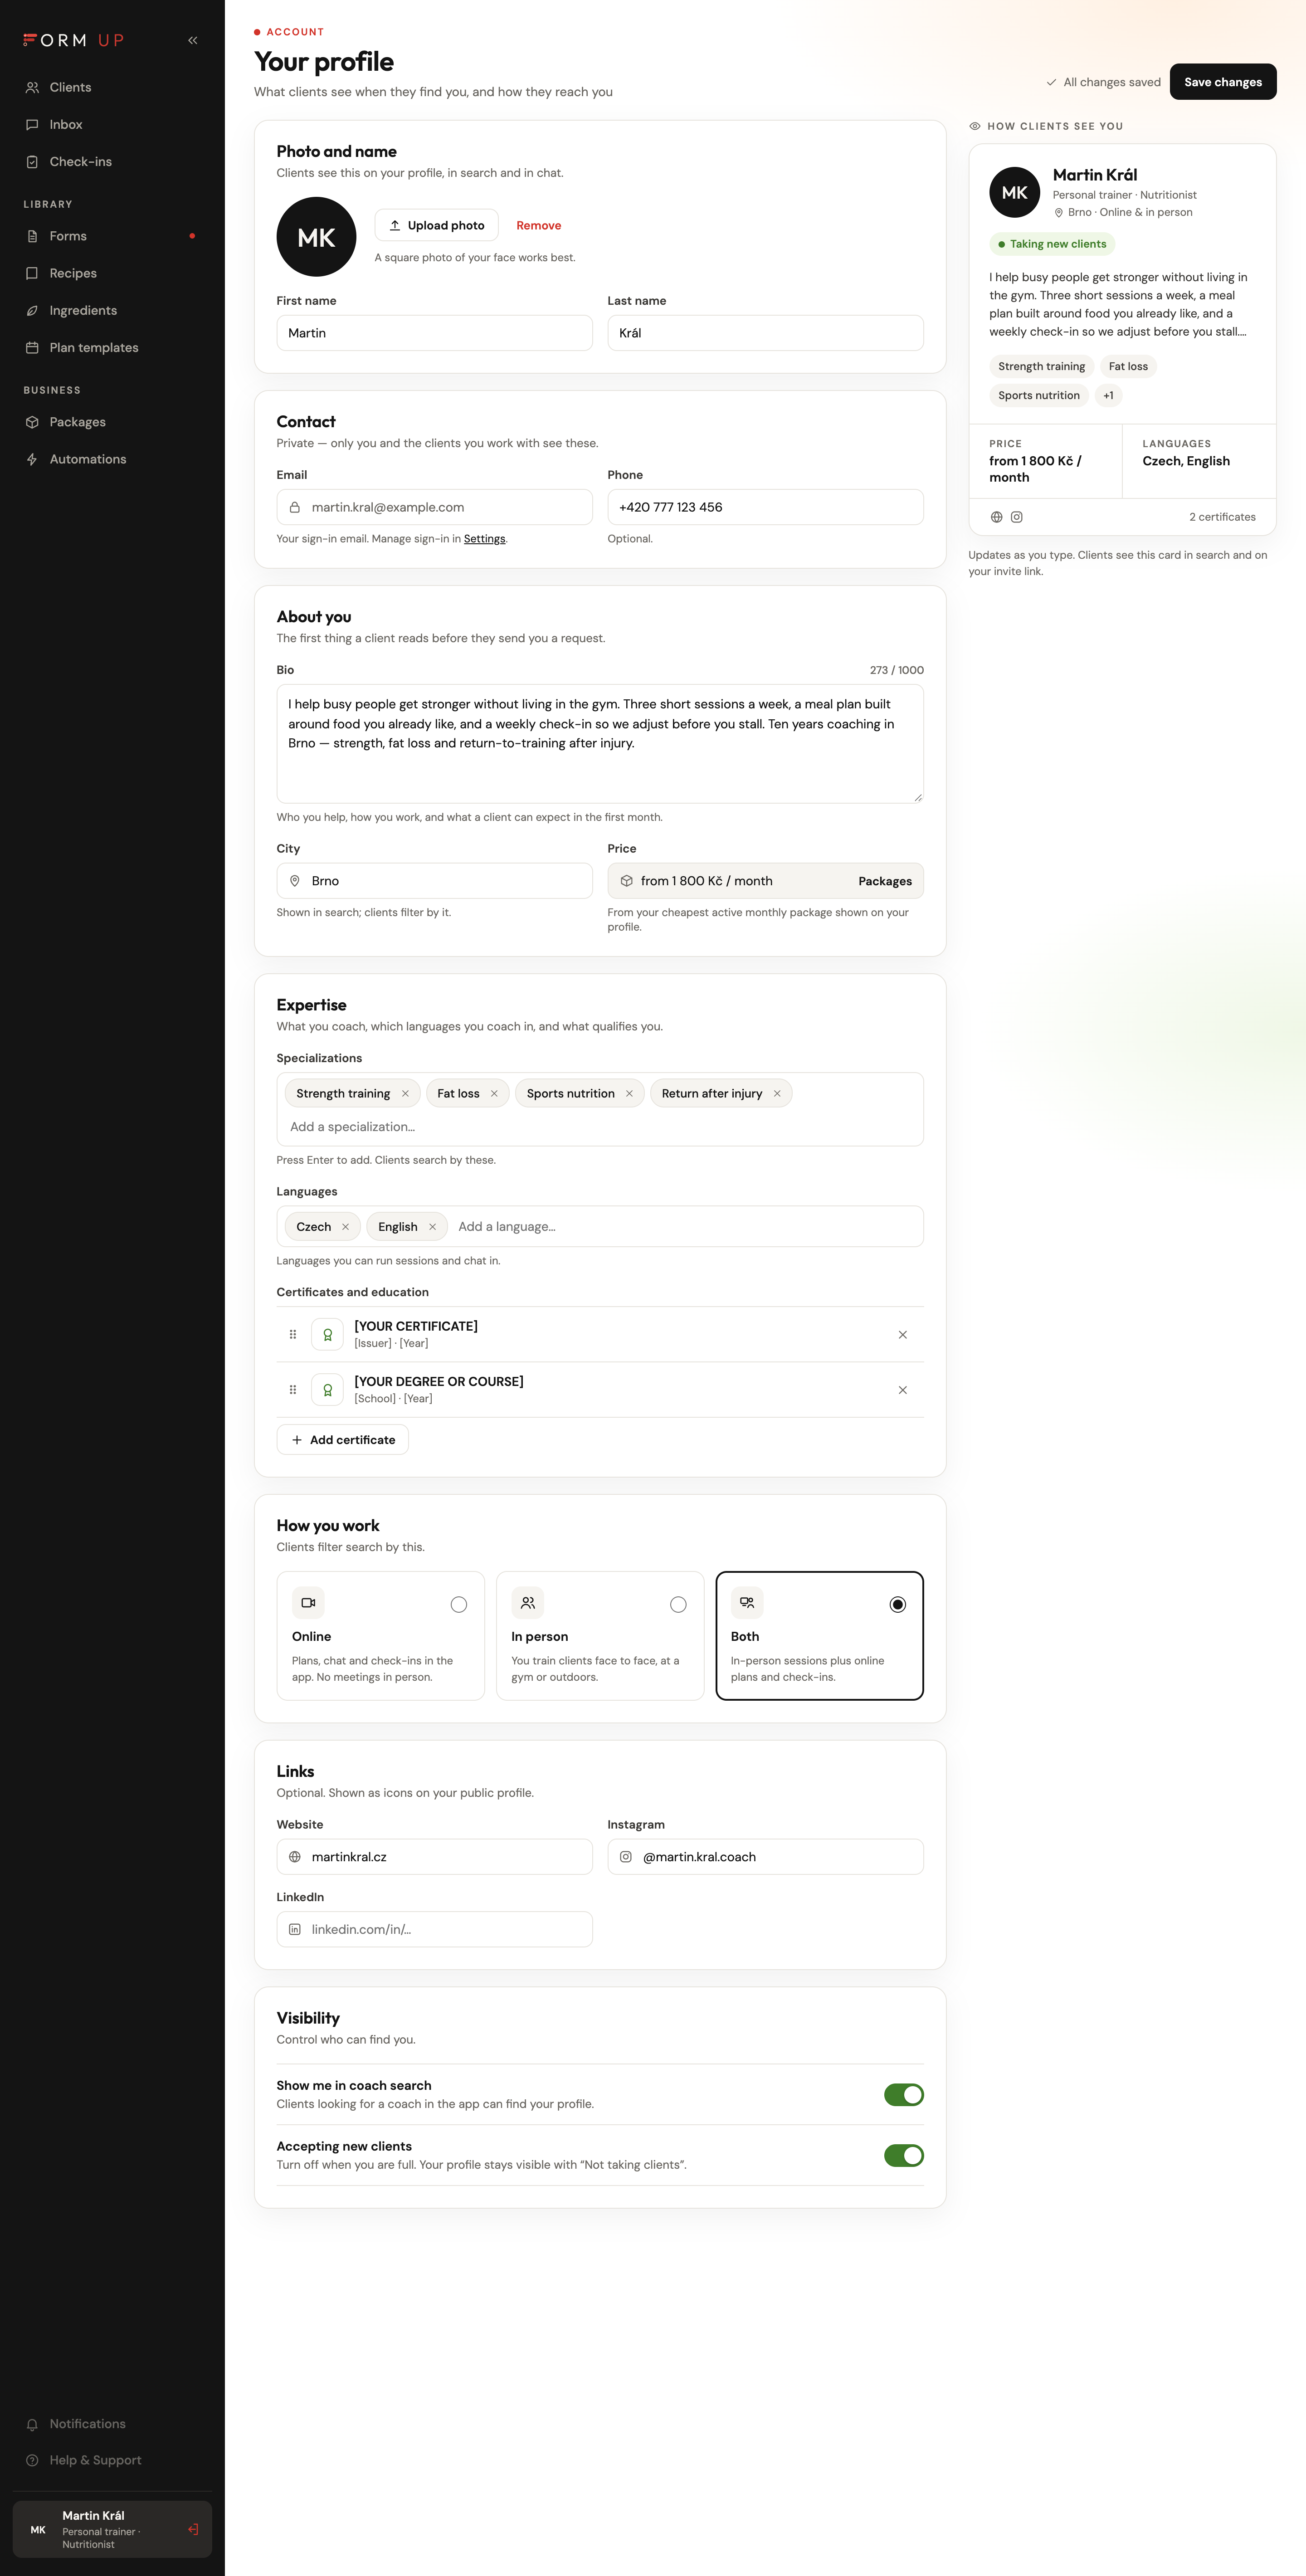 FORM UP
Clients
Inbox
Check-ins
LIBRARY
Forms
Recipes
Ingredients
Plan templates
BUSINESS
Packages
Automations
Notifications
Help & Support
MK
Martin Král
Personal trainer ·
Nutritionist
ACCOUNT
Your profile
What clients see when they find you, and how they reach you
All changes saved
Save changes
Photo and name
Clients see this on your profile, in search and in chat.
MK
Upload photo
Remove
A square photo of your face works best.
First name
Last name
Martin
Král
Contact
Private — only you and the clients you work with see these.
Email
Phone
martin.kral@example.com
+420 777 123 456
Your sign-in email. Manage sign-in in Settings.
Optional.
About you
The first thing a client reads before they send you a request.
Bio
273 / 1000
I help busy people get stronger without living in the gym. Three short sessions a week, a meal plan built
around food you already like, and a weekly check-in so we adjust before you stall. Ten years coaching in
Brno — strength, fat loss and return-to-training after injury.
Who you help, how you work, and what a client can expect in the first month.
City
Price
Brno
from 1 800 Kč / month
Packages
Shown in search; clients filter by it.
From your cheapest active monthly package shown on your
profile.
Expertise
What you coach, which languages you coach in, and what qualifies you.
Specializations
Strength training
Fat loss
Sports nutrition
Return after injury
Add a specialization...
Press Enter to add. Clients search by these.
Languages
Czech
English
Add a language...
Languages you can run sessions and chat in.
Certificates and education
[YOUR CERTIFICATE]
[Issuer] · [Year]
[YOUR DEGREE OR COURSE]
[School] · [Year]
Add certificate
How you work
Clients filter search by this.
Online
Plans, chat and check-ins in the
app. No meetings in person.
In person
You train clients face to face, at a
gym or outdoors.
Both
In-person sessions plus online
plans and check-ins.
Links
Optional. Shown as icons on your public profile.
Website
Instagram
martinkral.cz
@martin.kral.coach
LinkedIn
linkedin.com/in/...
Visibility
Control who can find you.
Show me in coach search
Clients looking for a coach in the app can find your profile.
Accepting new clients
Turn off when you are full. Your profile stays visible with “Not taking clients”.
HOW CLIENTS SEE YOU
MK
Martin Král
Personal trainer · Nutritionist
Brno · Online & in person
Taking new clients
I help busy people get stronger without living in
the gym. Three short sessions a week, a meal
plan built around food you already like, and a
weekly check-in so we adjust before you stall....
Strength training
Fat loss
Sports nutrition
+1
PRICE
from 1 800 Kč /
month
LANGUAGES
Czech, English
2 certificates
Updates as you type. Clients see this card in search and on
your invite link.